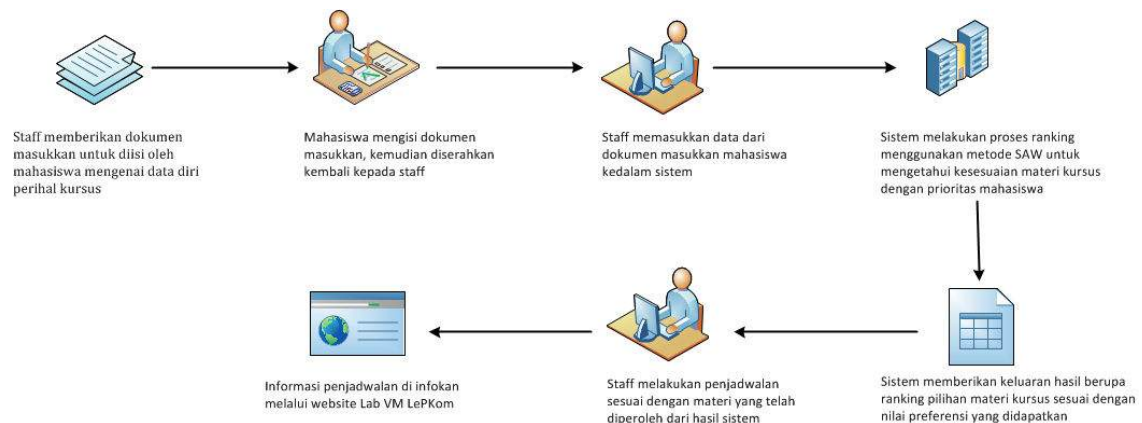 Staff memberikan dokumen
masukkan untuk diisi oleh
mahasiswa mengenai data diri
perihal kursus
Mahasiswa mengisi dokumen
masukkan, kemudian diserahkan
kembali kepada staff
Staff memasukkan data dari
dokumen masukkan mahasiswa
kedalam sistem
Sistem melakukan proses ranking
menggunakan metode SAW untuk
mengetahui kesesuaian materi kursus
dengan prioritas mahasiswa
Sistem memberikan keluaran hasil berupa
ranking pilihan materi kursus sesuai dengan
nilai preferensi yang didapatkan
Staff melakukan penjadwalan
sesuai dengan materi yang telah
diperoleh dari hasil sistem
Informasi penjadwalan di infokan
melalui website Lab VM LePKom